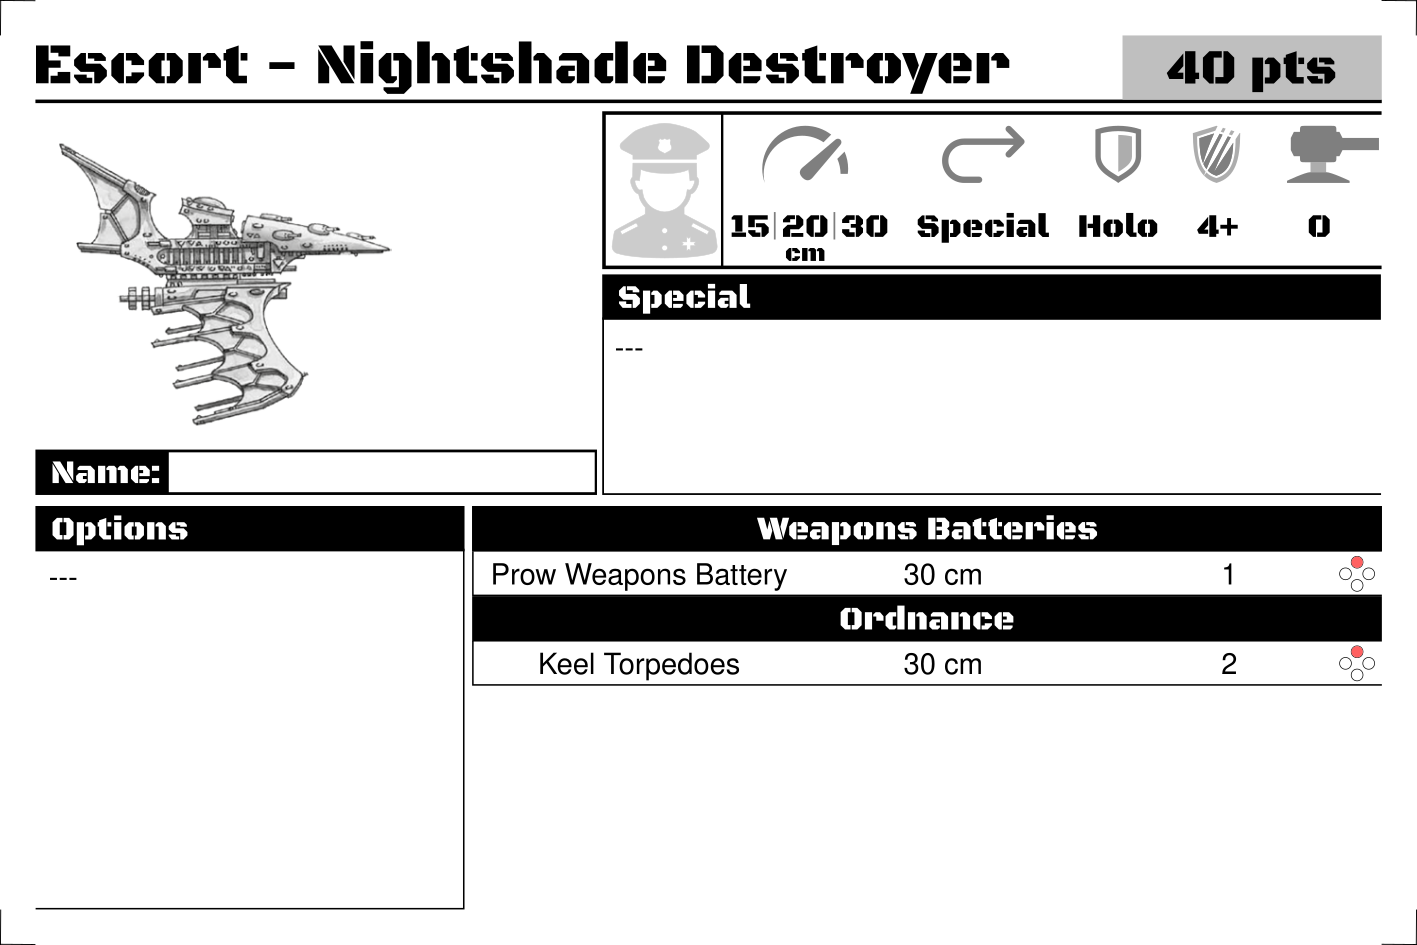 Escort - Nightshade Destroyer
40 pts
15|20|30 Special Holo 4+ 0
cm
Special
---
Name:
Options
---
Weapons Batteries
Prow Weapons Battery 30 cm 1
Ordnance
Keel Torpedoes 30 cm 2